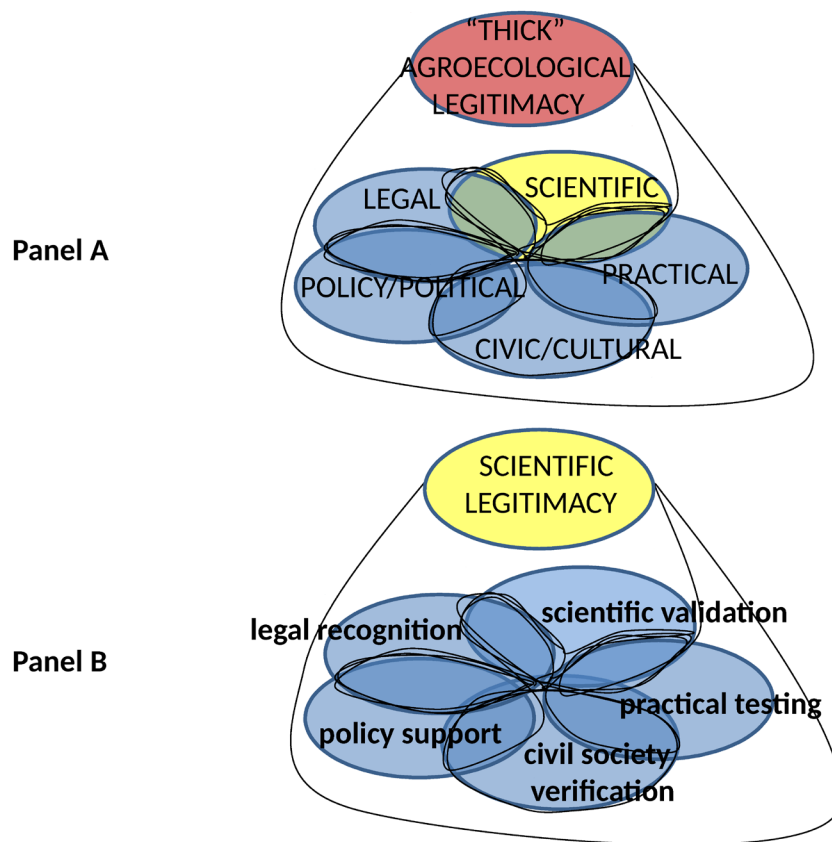 “THICK”
AGROECOLOGICAL
LEGITIMACY
LEGAL
SCIENTIFIC
Panel A
POLICY/POLITICAL
PRACTICAL
CIVIC/CULTURAL
SCIENTIFIC
LEGITIMACY
scientific validation
legal recognition
Panel B
practical testing
policy support
civil society
verification